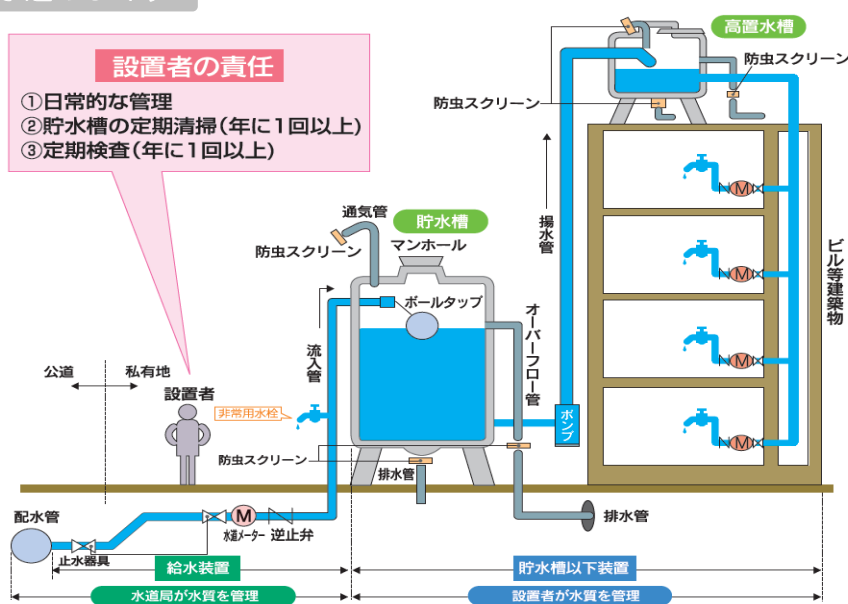 設置者の責任
①日常的な管理
②貯水槽の定期清掃(年に1回以上)
③定期検査(年に1回以上)
高置水槽
防虫スクリーン
防虫スクリーン
揚水管
ビル等建築物
M
M
M
M
通気管
貯水槽
防虫スクリーン
マンホール
ボールタップ
オーバーフロー管
流入管
公道
私有地
設置者
非常用水栓
ポンプ
防虫スクリーン
排水管
排水管
配水管
止水器具
M
水道メーター
逆止弁
給水装置
貯水槽以下装置
水道局が水質を管理
設置者が水質を管理